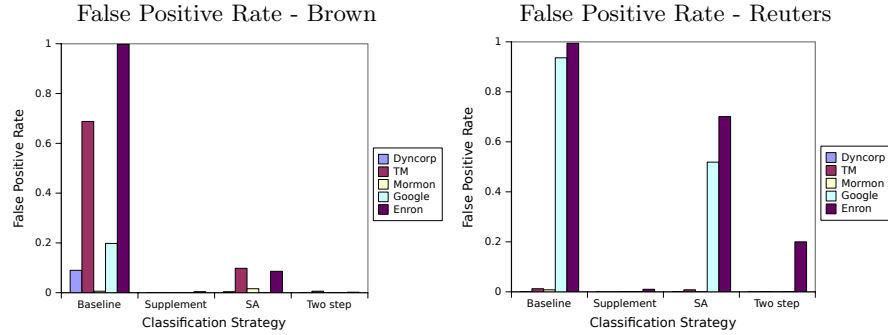 False Positive Rate - Brown
1
0.8
0.6
0.4
0.2
0
False Positive Rate
Baseline Supplement SA Two step
Classification Strategy
Dyncorp
TM
Mormon
Google
Enron
False Positive Rate - Reuters
1
0.8
0.6
0.4
0.2
0
False Positive Rate
Baseline Supplement SA Two step
Classification Strategy
Dyncorp
TM
Mormon
Google
Enron